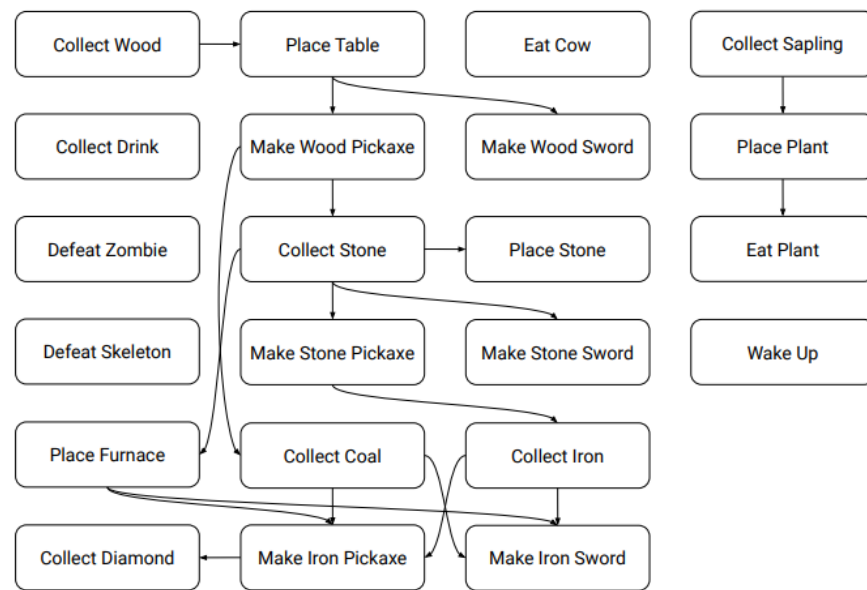 Collect Wood
Place Table
Eat Cow
Collect Sapling
Collect Drink
Make Wood Pickaxe
Make Wood Sword
Place Plant
Defeat Zombie
Collect Stone
Place Stone
Eat Plant
Defeat Skeleton
Make Stone Pickaxe
Make Stone Sword
Wake Up
Place Furnace
Collect Coal
Collect Iron
Collect Diamond
Make Iron Pickaxe
Make Iron Sword